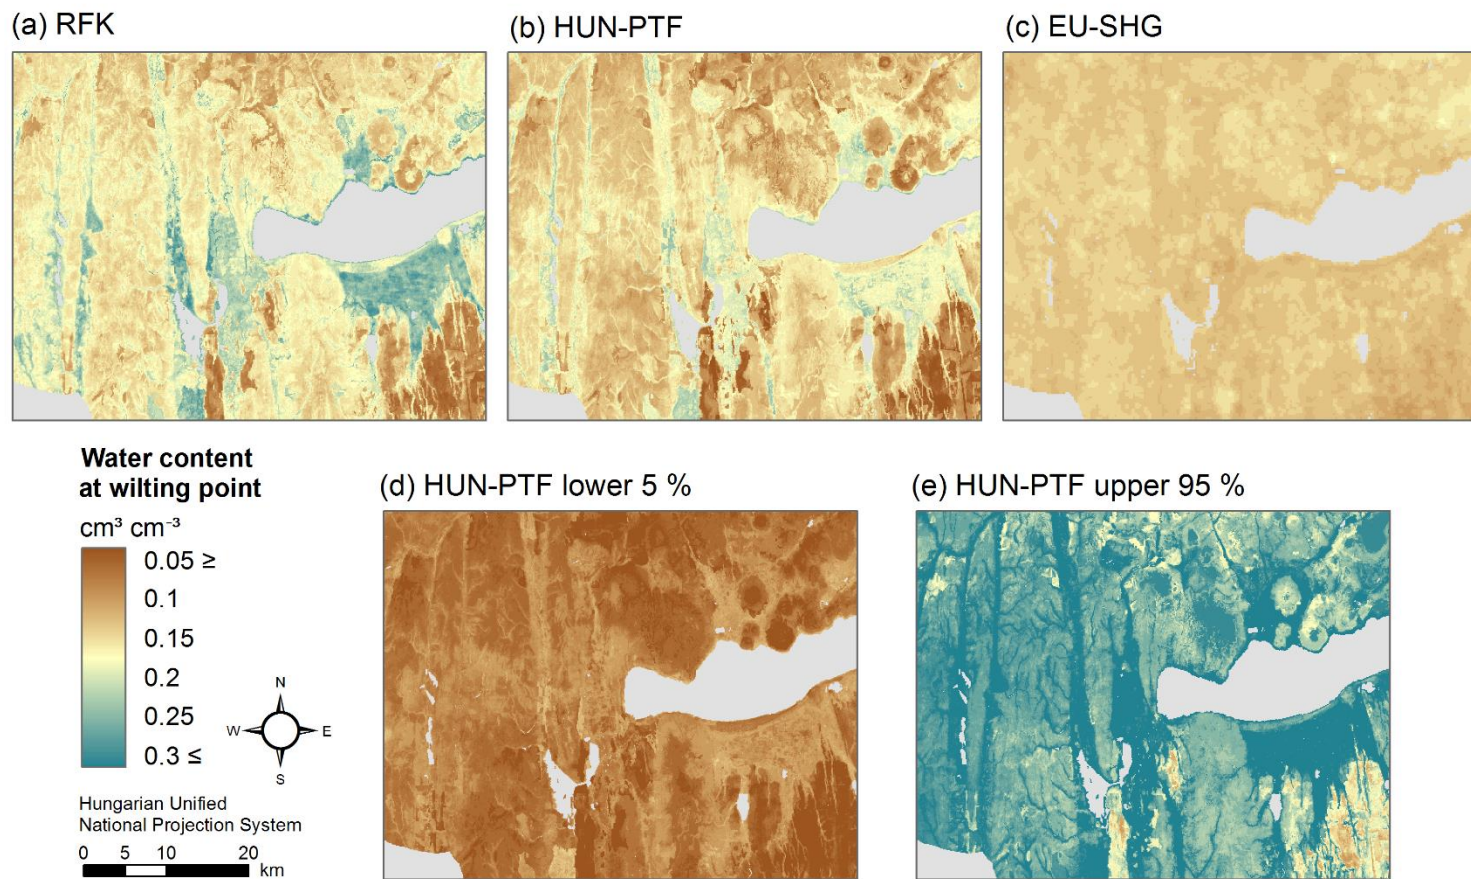 (a) RFK
(b) HUN-PTF
(c) EU-SHG
Water content
at wilting point
cm³ cm⁻³
0.05 ≥
0.1
0.15
0.2
0.25
0.3 ≤
N
W
E
S
Hungarian Unified
National Projection System
0 5 10 20
km
(d) HUN-PTF lower 5 %
(e) HUN-PTF upper 95 %